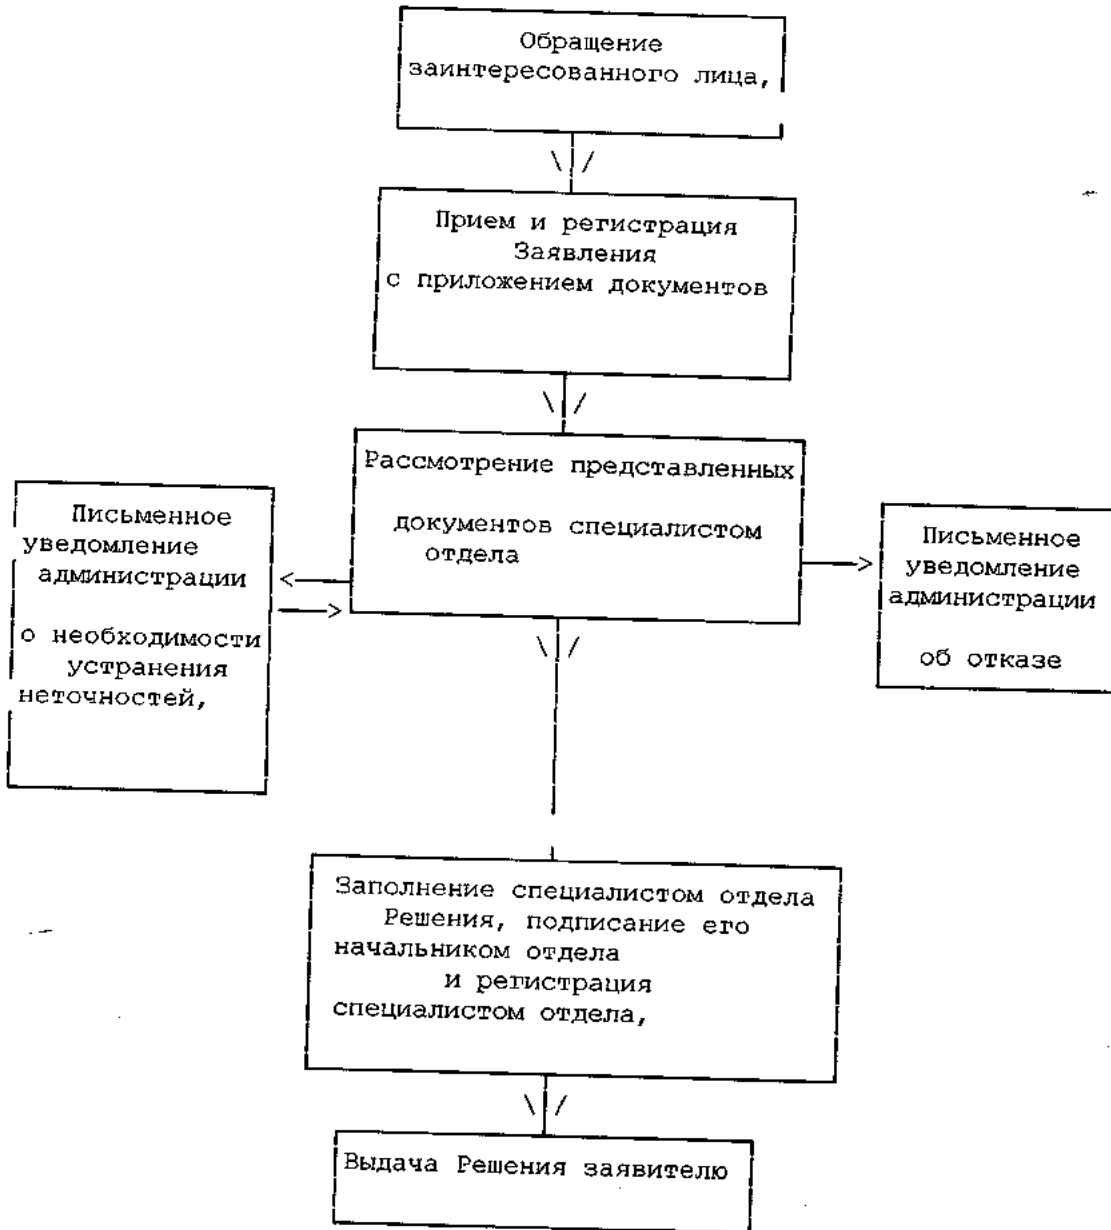 Обращение
заинтересованного лица,
Прием и регистрация
Заявления
с приложением документов
Рассмотрение представленных
документов специалистом
отдела
Письменное
уведомление
администрации
о необходимости
устранения
неточностей,
Письменное
уведомление
администрации
об отказе
Заполнение специалистом отдела
Решения, подписание его
начальником отдела
и регистрация
специалистом отдела,
Выдача Решения заявителю